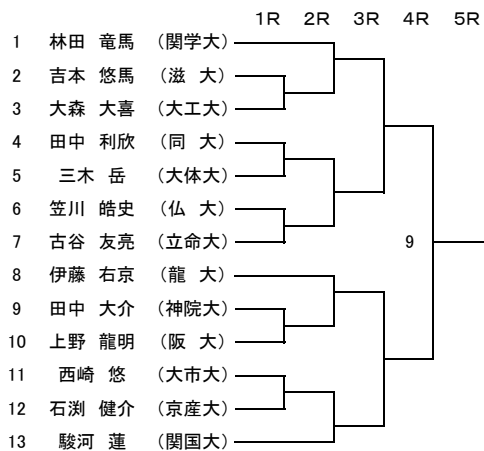 1R 2R 3R 4R 5R
1 林田 竜馬 (関学大)
2 吉本 悠馬 (滋 大)
3 大森 大喜 (大工大)
4 田中 利欣 (同 大)
5 三木 岳 (大体大)
6 笠川 皓史 (仏 大)
7 古谷 友亮 (立命大)
9
8 伊藤 右京 (龍 大)
9 田中 大介 (神院大)
10 上野 龍明 (阪 大)
11 西崎 悠 (大市大)
12 石渕 健介 (京産大)
13 駿河 蓮 (関国大)